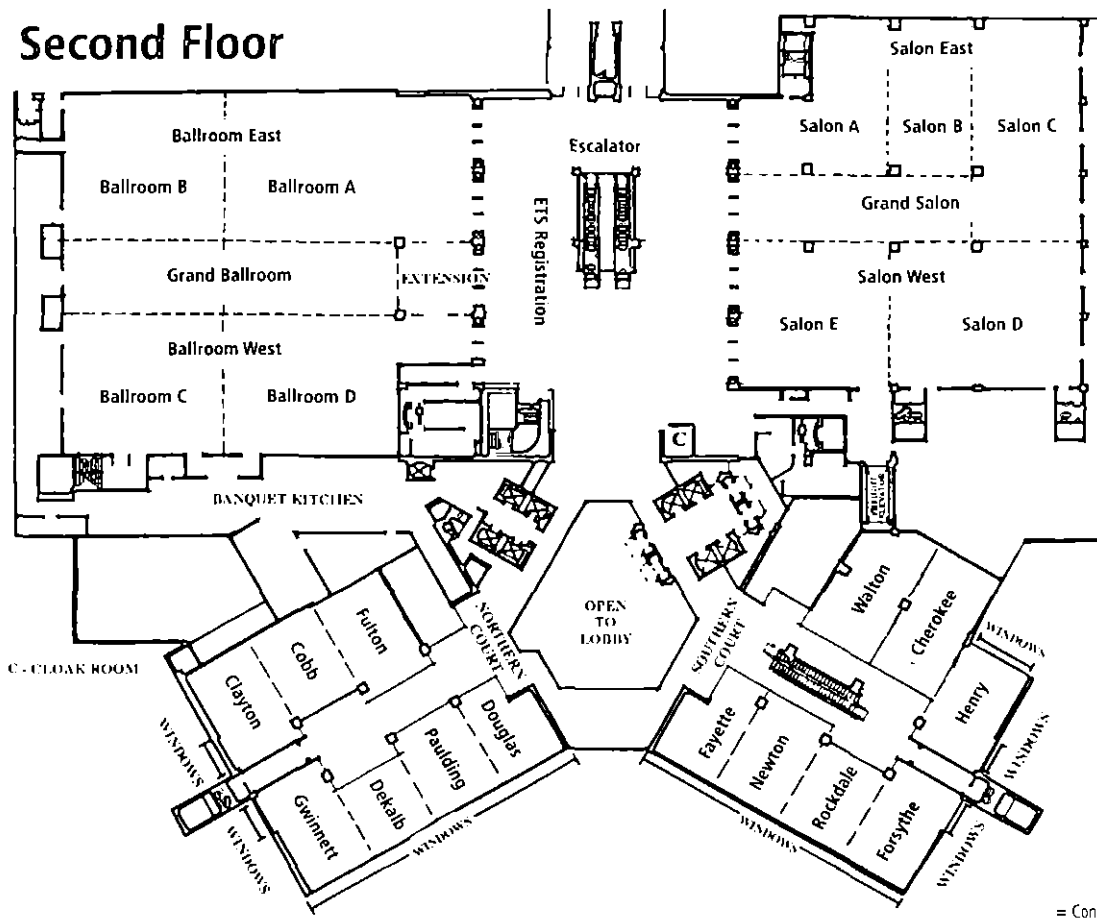 Second Floor
Salon East
Ballroom East
Escalator
Salon A
Salon B
Salon C
Ballroom B
Ballroom A
ETS Registration
Grand Salon
Grand Ballroom
EXTENSION
Salon West
Ballroom West
Salon E
Salon D
Ballroom C
Ballroom D
C
BANQUET KITCHEN
FREIGHT
ELEVATOR
Walton
Cherokee
Fulton
Cobb
Clayton
NORTHERN
COURT
OPEN
TO
LOBBY
SOUTHERN
COURT
WINDOWS
C - CLOAK ROOM
Henry
Douglas
Paulding
Dekalb
Gwinnett
Fayette
Newton
Rockdale
Forsythe
WINDOWS
WINDOWS
WINDOWS
WINDOWS
WINDOWS
WINDOWS
= Con